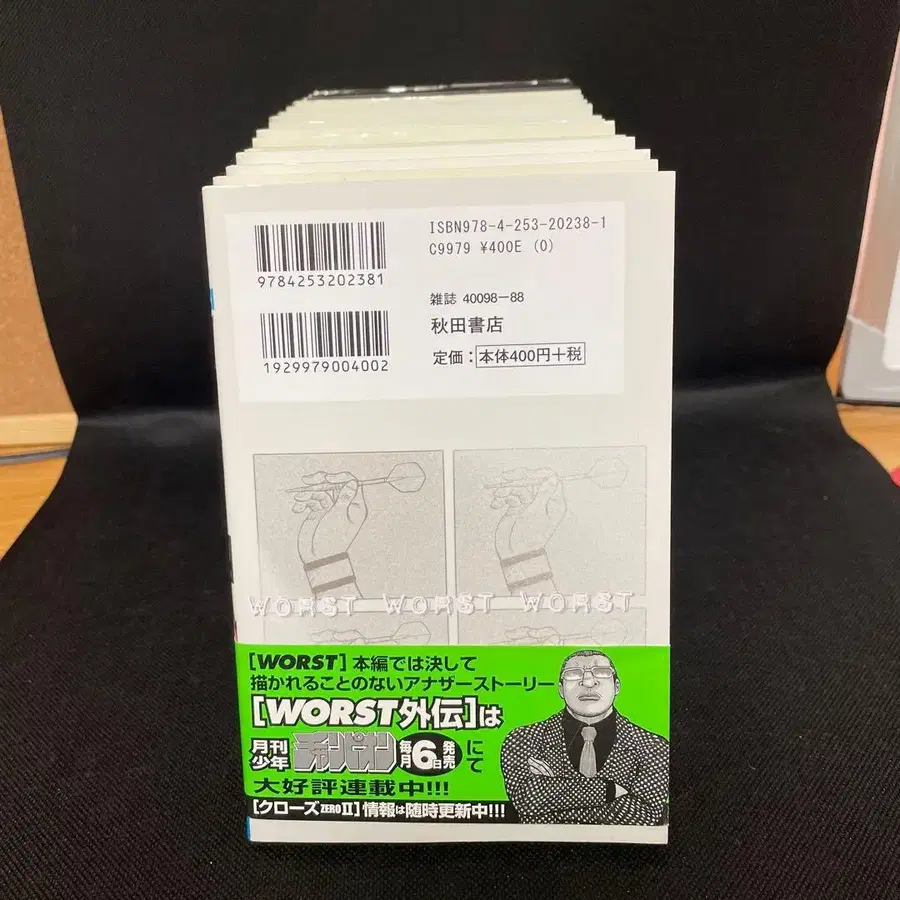 ISBN978-4-253-20238-1
C9979 ¥400E (0)
9784253202381
雑誌 40098-88
秋田書店
1929979004002
定価：本体400円+税
WORST WORST WORST
[WORST] 本編では決して
描かれることのないアナザーストーリー
[WORST外伝]は
月刊少年チャンピオン毎月6日発売にて
大好評連載中!!!
[クローズZEROⅡ]情報は随時更新中!!!